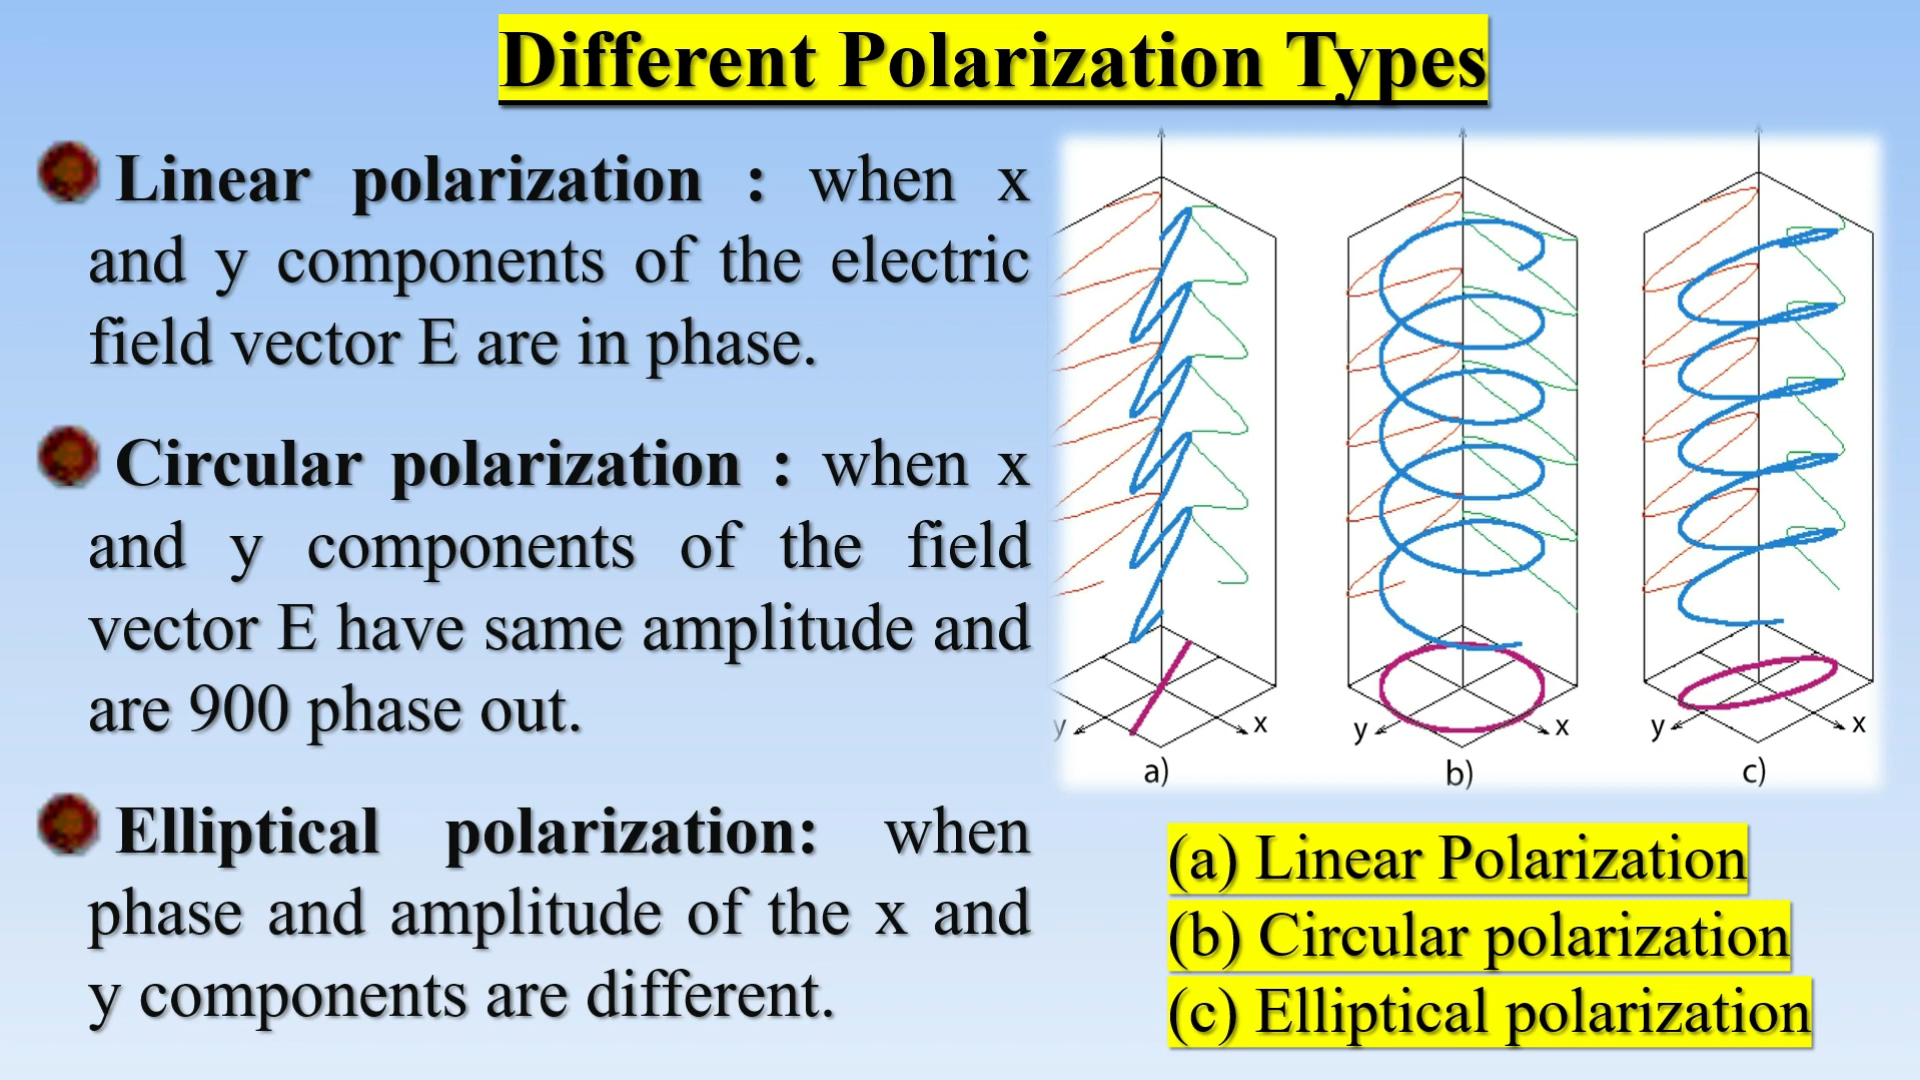 Different Polarization Types
Linear polarization : when x
and y components of the electric
field vector E are in phase.
Circular polarization : when x
and y components of the field
vector E have same amplitude and
are 900 phase out.
Elliptical polarization: when
phase and amplitude of the x and
y components are different.
y x
a)
y x
b)
y x
c)
(a) Linear Polarization
(b) Circular polarization
(c) Elliptical polarization